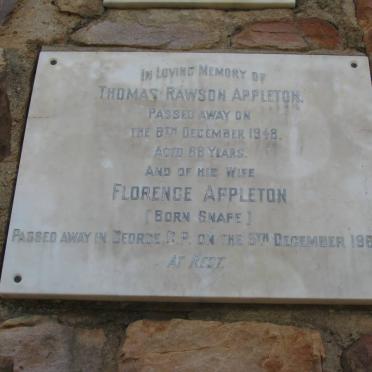 IN LOVING MEMORY OF
THOMAS RAWSON APPLETON.
PASSED AWAY ON
THE 8TH DECEMBER 1948.
AGED 88 YEARS.
AND OF HIS WIFE
FLORENCE APPLETON
[BORN SNAPE]
PASSED AWAY IN GEORGE C.P. ON THE 5TH DECEMBER
AT REST.